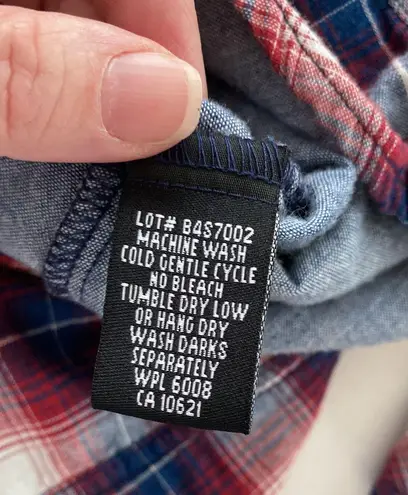 LOT# B4S7002
MACHINE WASH
COLD GENTLE CYCLE
NO BLEACH
TUMBLE DRY LOW
OR HANG DRY
WASH DARKS
SEPARATELY
WPL 6008
CA 10621